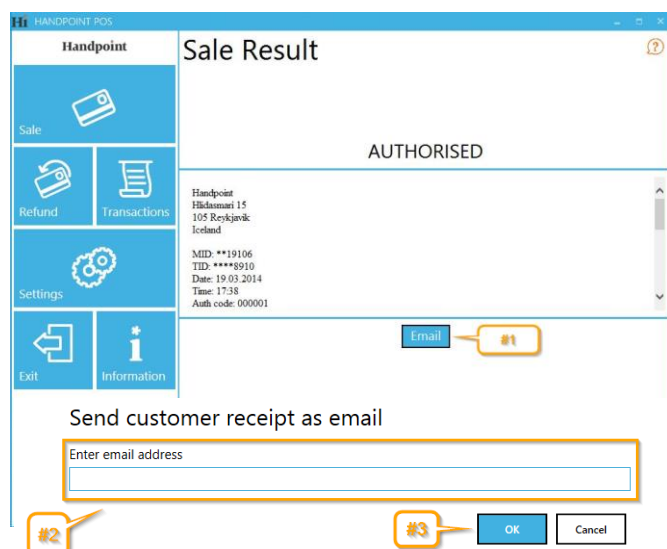 Hi HANDPOINT POS
Handpoint
Sale Result
Sale
AUTHORISED
Refund
Transactions
Handpoint
Hlidasmari 15
105 Reykjavik
Iceland
MID: **19106
TID: ****8910
Date: 19.03.2014
Time: 17:38
Auth code: 000001
Settings
Email
#1
Exit
Information
Send customer receipt as email
Enter email address
#2
#3
OK
Cancel